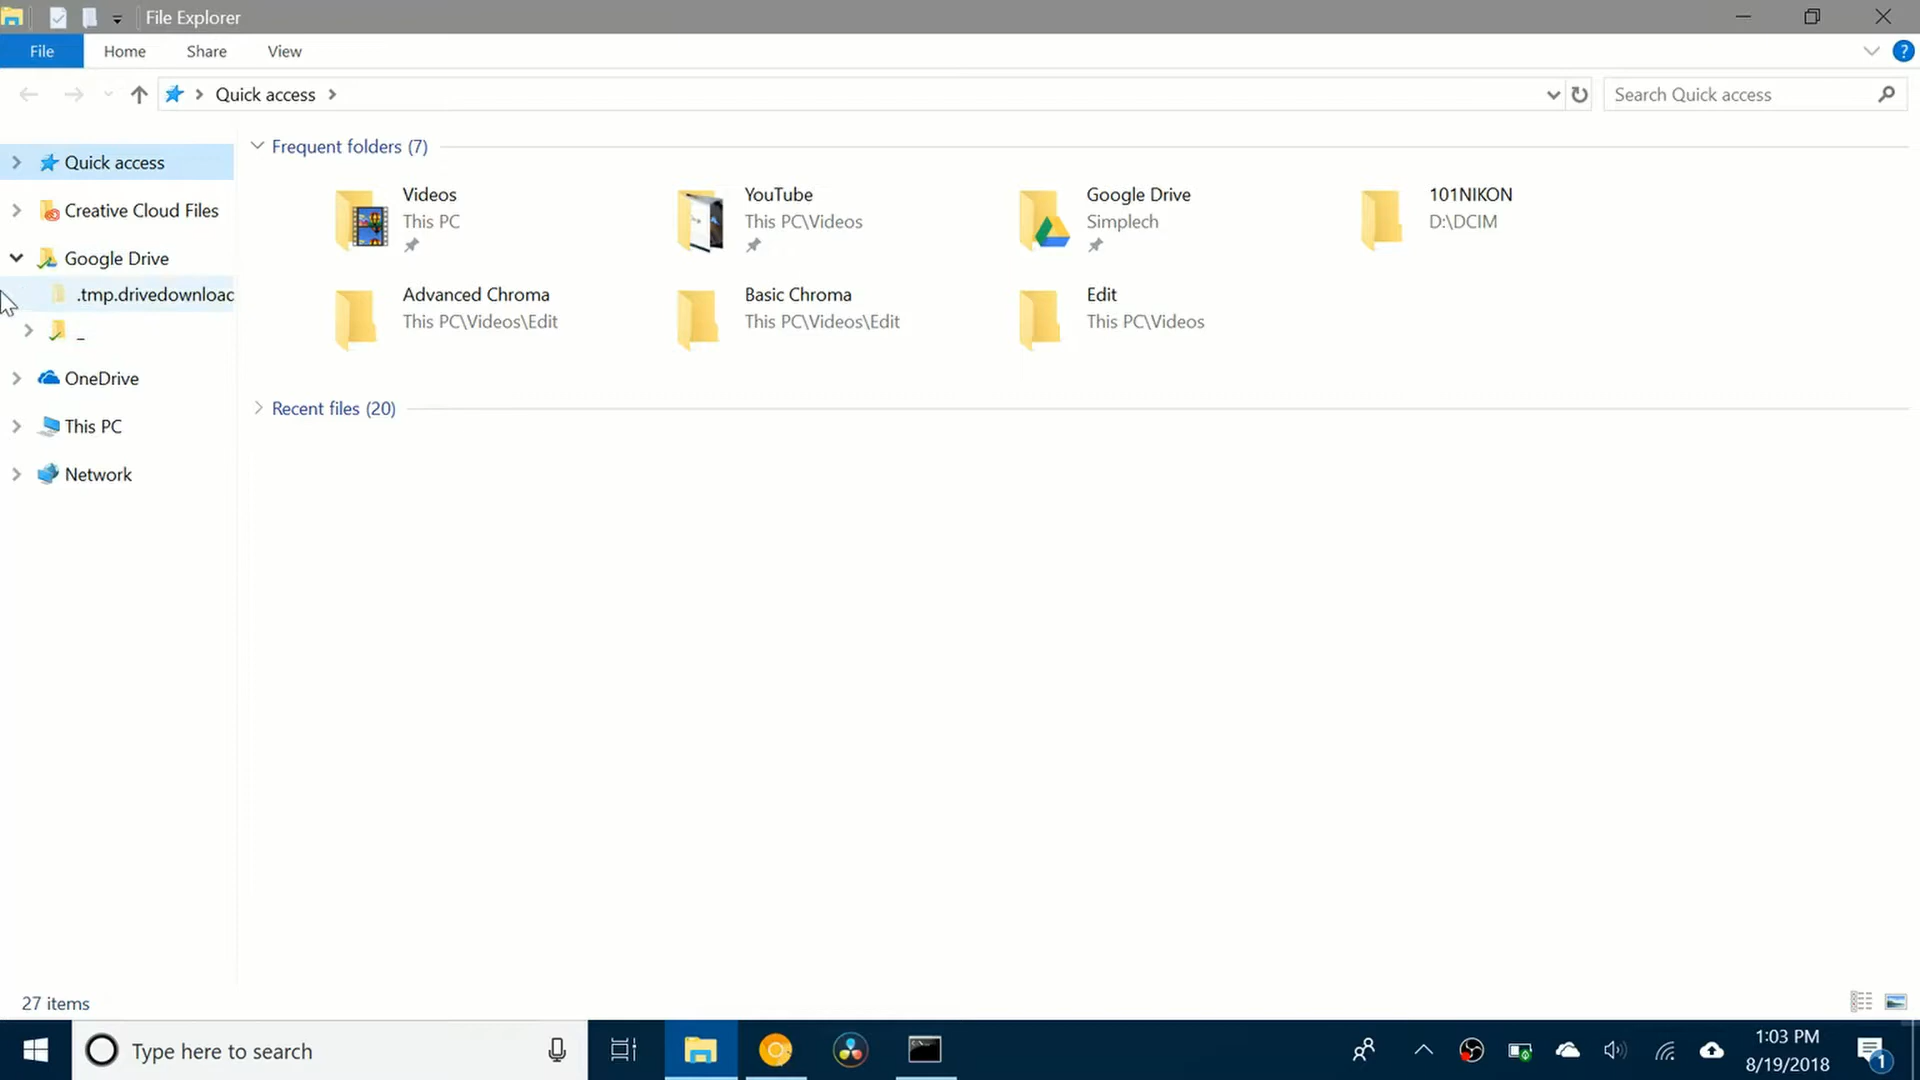 File Explorer
File Home Share View
?
Quick access
Search Quick access
Quick access
Creative Cloud Files
Google Drive
.tmp.drivedownload
_
OneDrive
This PC
Network
Frequent folders (7)
Videos
This PC
YouTube
This PC\Videos
Google Drive
Simplech
101NIKON
D:\DCIM
Advanced Chroma
This PC\Videos\Edit
Basic Chroma
This PC\Videos\Edit
Edit
This PC\Videos
Recent files (20)
27 items
Type here to search
1:03 PM
8/19/2018
1